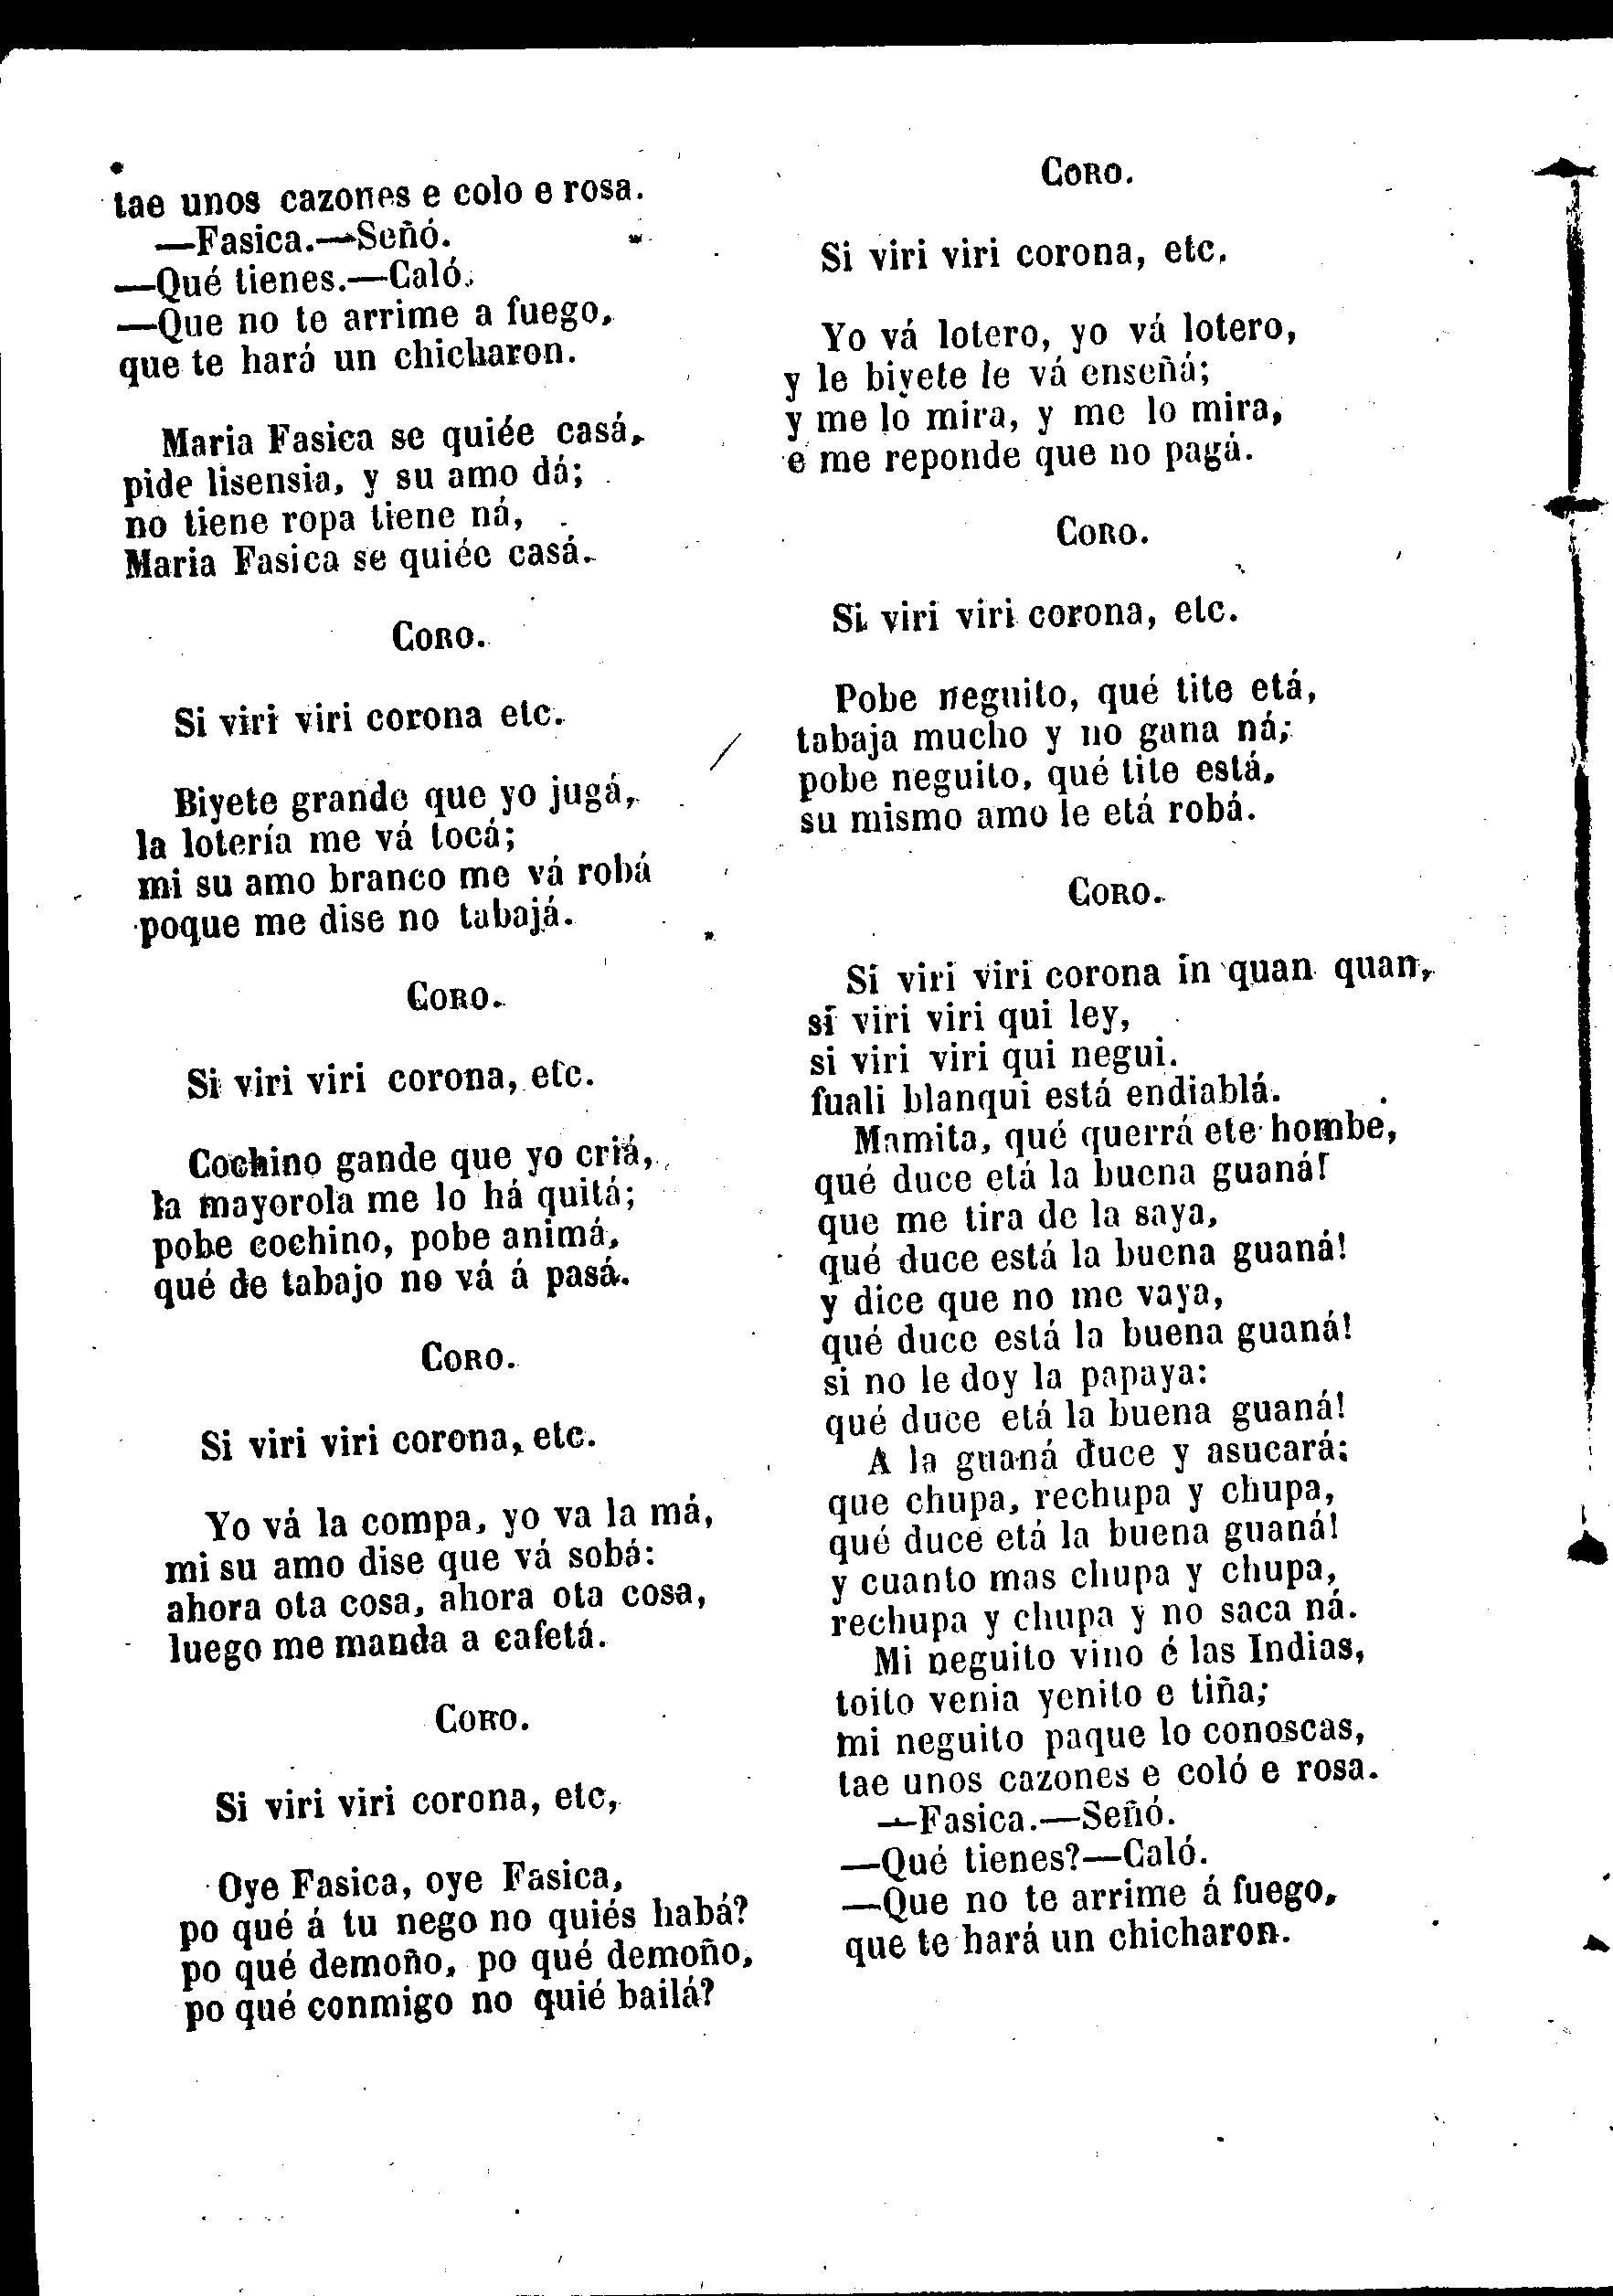 tae unos cazones e colo e rosa.
—Fasica.—Señó.
—Qué tienes.—Caló.
—Que no te arrime a fuego,
que te hará un chicharon.
Maria Fasica se quiée casá,
pide lisensia, y su amo dá;
no tiene ropa tiene ná,
Maria Fasica se quiée casá.
CORO.
Si viri viri corona etc.
Biyete grande que yo jugá,
la lotería me vá tocá;
mi su amo branco me vá robá
poque me dise no tabajá.
CORO.
Si viri viri corona, etc.
Cochino gande que yo criá,
la mayorola me lo há quitá;
pobe cochino, pobe animá,
qué de tabajo no vá á pasá.
CORO.
Si viri viri corona, etc.
Yo vá la compa, yo va la má,
mi su amo dise que vá sobá:
ahora ota cosa, ahora ota cosa,
luego me manda a cafetá.
CORO.
Si viri viri corona, etc,
Oye Fasica, oye Fasica,
po qué á tu nego no quiés habá?
po qué demoño, po qué demoño,
po qué conmigo no quié bailá?
CORO.
Si viri viri corona, etc.
Yo vá lotero, yo vá lotero,
y le biyete le vá enseñá;
y me lo mira, y me lo mira,
e me reponde que no pagá.
CORO.
Si viri viri corona, etc.
Pobe neguito, qué tite etá,
tabaja mucho y no gana ná;
pobe neguito, qué tite está,
su mismo amo le etá robá.
CORO.
Sí viri viri corona in quan quan,
sí viri viri qui ley,
si viri viri qui negui.
fuali blanqui está endiablá.
Mamita, qué querrá ete hombe,
qué duce etá la buena guaná!
que me tira de la saya,
qué duce está la buena guaná!
y dice que no me vaya,
qué duce está la buena guaná!
si no le doy la papaya:
qué duce etá la buena guaná!
A la guaná duce y asucará:
que chupa, rechupa y chupa,
qué duce etá la buena guaná!
y cuanto mas chupa y chupa,
rechupa y chupa y no saca ná.
Mi neguito vino é las Indias,
toito venia yenito e tiña;
mi neguito paque lo conoscas,
tae unos cazones e coló e rosa.
—Fasica.—Señó.
—Qué tienes?—Caló.
—Que no te arrime á fuego,
que te hará un chicharon.